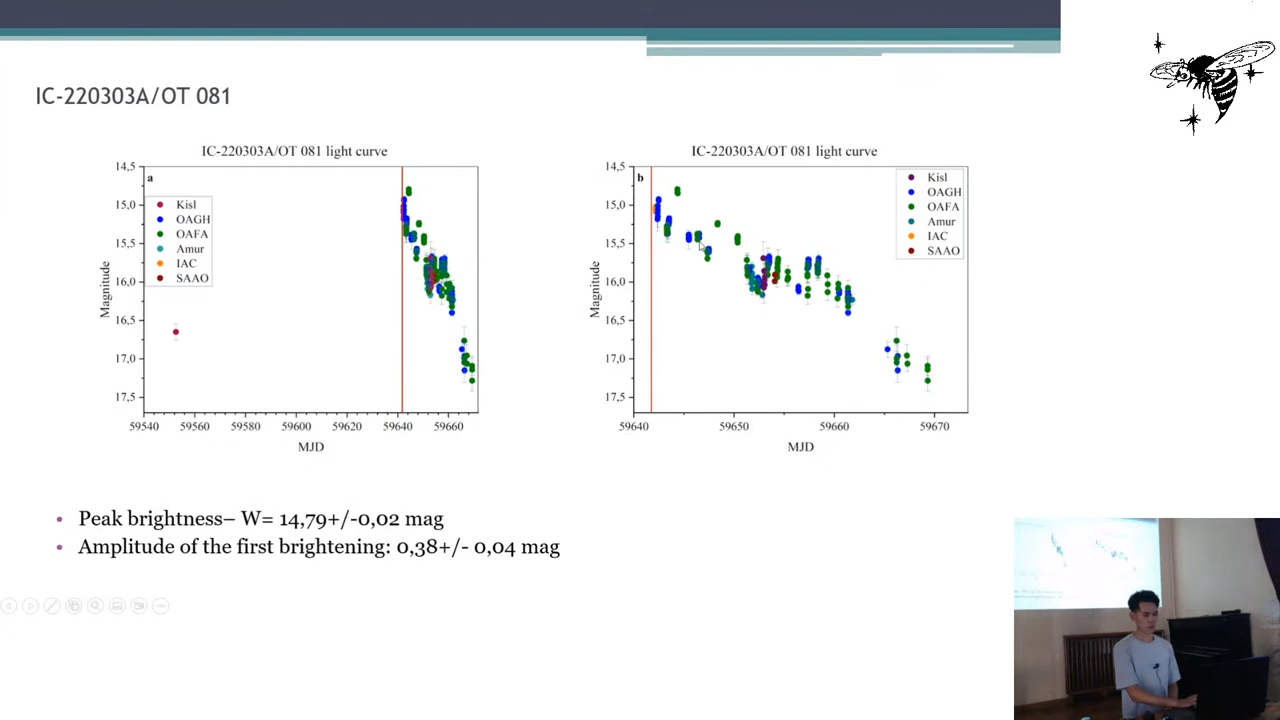 IC-220303A/OT 081
IC-220303A/OT 081 light curve
a
14,5
15,0
15,5
16,0
16,5
17,0
17,5
Magnitude
Kisl
OAGH
OAFA
Amur
IAC
SAAO
59540
59560
59580
59600
59620
59640
59660
MJD
IC-220303A/OT 081 light curve
b
14,5
15,0
15,5
16,0
16,5
17,0
17,5
Magnitude
Kisl
OAGH
OAFA
Amur
IAC
SAAO
59640
59650
59660
59670
MJD
• Peak brightness– W= 14,79+/-0,02 mag
• Amplitude of the first brightening: 0,38+/- 0,04 mag